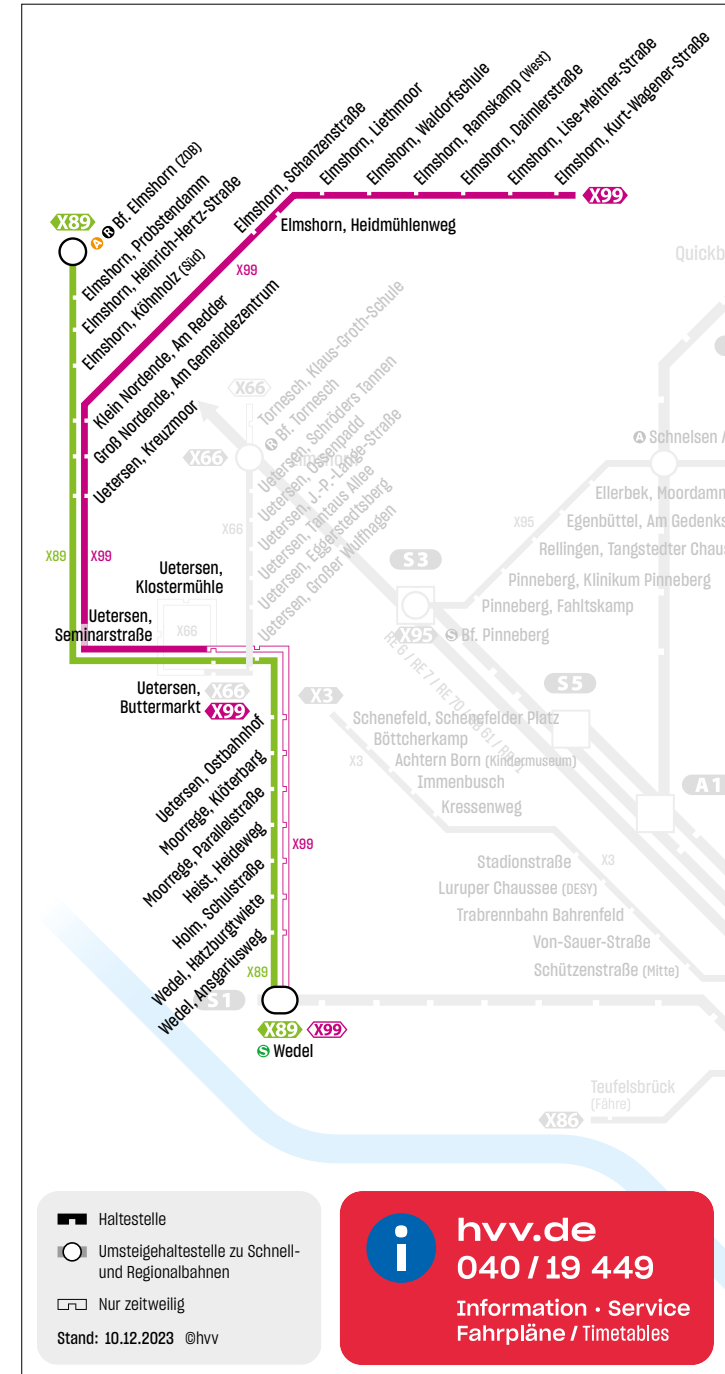 Elmshorn, Schanzenstraße
Elmshorn, Liethmoor
Elmshorn, Waldorfschule
Elmshorn, Ramskamp (West)
Elmshorn, Daimlerstraße
Elmshorn, Lise-Meitner-Straße
Elmshorn, Kurt-Wagener-Straße
X99
Elmshorn, Heidmühlenweg
X89
A R Bf. Elmshorn (ZOB)
Elmshorn, Probstendamm
Elmshorn, Heinrich-Hertz-Straße
Elmshorn, Köhnholz (Süd)
X99
Klein Nordende, Am Redder
Groß Nordende, Am Gemeindezentrum
Uetersen, Kreuzmoor
Quickb
X66
Tornesch, Klaus-Groth-Schule
R Bf. Tornesch
Uetersen, Schröders Tannen
Uetersen, Ossenpadd
Uetersen, J.-P.-Lange-Straße
Uetersen, Tantaus Allee
Uetersen, Eggerstedtsberg
Uetersen, Großer Wulfhagen
X66
X66
A Schnelsen /
Ellerbek, Moordamm
X95
Egenbüttel, Am Gedenks
Rellingen, Tangstedter Chaus
Pinneberg, Klinikum Pinneberg
Pinneberg, Fahltskamp
S3
X95
S Bf. Pinneberg
X89
X99
Uetersen,
Klostermühle
Uetersen,
Seminarstraße
X66
Uetersen,
Buttermarkt
X66
X99
X3
S5
A1
Schenefeld, Schenefelder Platz
Böttcherkamp
X3
Achtern Born (Kindermuseum)
Immenbusch
Kressenweg
Stadionstraße
X3
Luruper Chaussee (DESY)
Trabrennbahn Bahrenfeld
Von-Sauer-Straße
Schützenstraße (Mitte)
Uetersen, Ostbahnhof
Moorrege, Klöterbarg
Moorrege, Parallelstraße
Heist, Heideweg
Holm, Schulstraße
Wedel, Hatzburgtwiete
Wedel, Ansgariusweg
X99
X89
S1
X89
X99
S Wedel
Teufelsbrück
(Fähre)
X86
Haltestelle
Umsteigehaltestelle zu Schnell-
und Regionalbahnen
Nur zeitweilig
Stand: 10.12.2023 ©hvv
i
hvv.de
040 / 19 449
Information · Service
Fahrpläne / Timetables